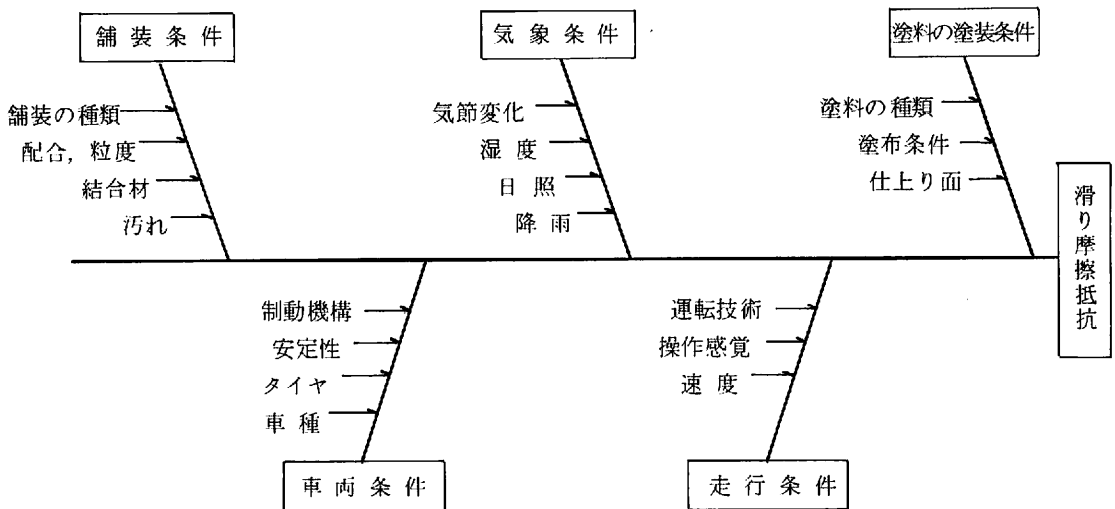 舗装条件
舗装の種類
配合，粒度
結合材
汚れ
気象条件
気節変化
湿度
日照
降雨
塗料の塗装条件
塗料の種類
塗布条件
仕上り面
滑り摩擦抵抗
制動機構
安定性
タイヤ
車種
車両条件
運転技術
操作感覚
速度
走行条件